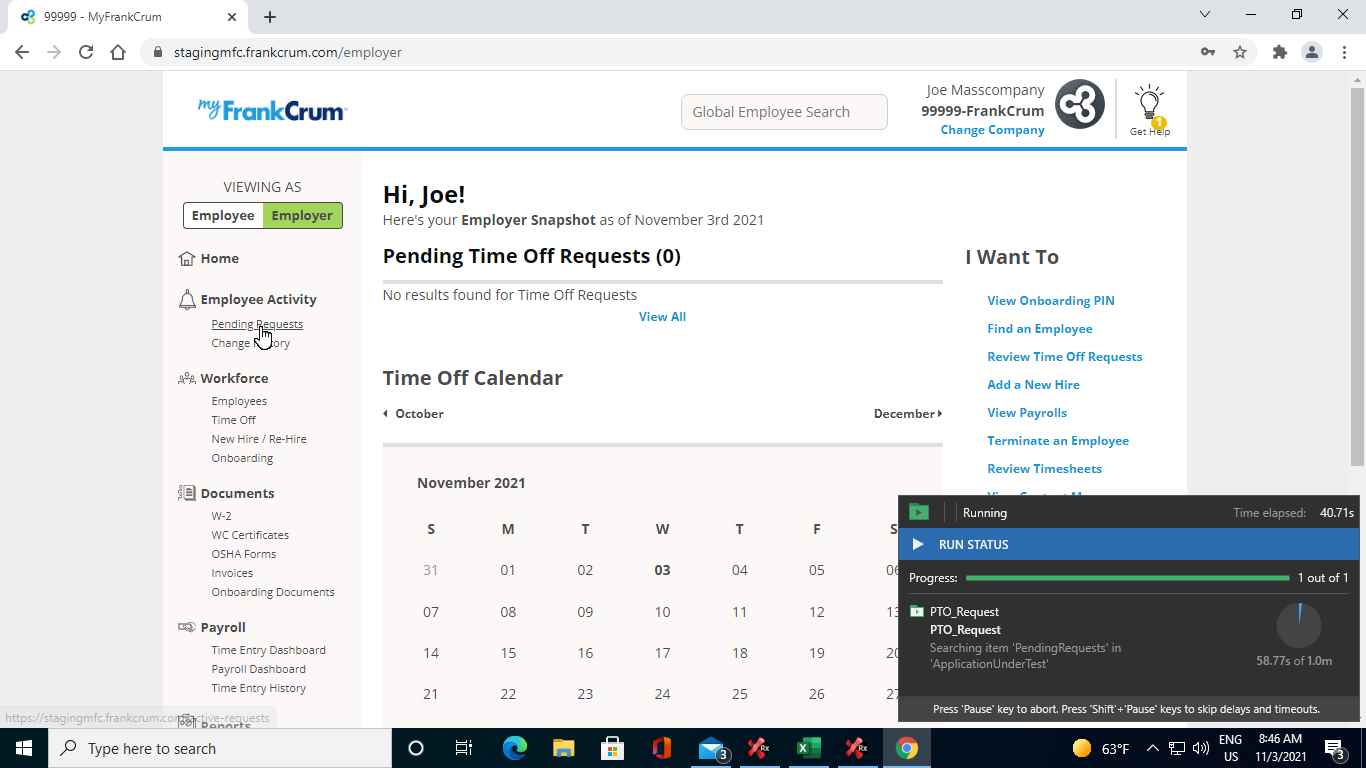 99999 - MyFrankCrum
stagingmfc.frankcrum.com/employer
myFrankCrum
Global Employee Search
Joe Masscompany
99999-FrankCrum
Change Company
1
Get Help
VIEWING AS
Employee Employer
Home
Employee Activity
Pending Requests
Change
Workforce
Employees
Time Off
New Hire / Re-Hire
Onboarding
Documents
W-2
WC Certificates
OSHA Forms
Invoices
Onboarding Documents
Payroll
Time Entry Dashboard
Payroll Dashboard
Time Entry History
Reports
https://stagingmfc.frankcrum.com
Hi, Joe!
Here's your Employer Snapshot as of November 3rd 2021
Pending Time Off Requests (0)
No results found for Time Off Requests
View All
Time Off Calendar
October December
November 2021
S M T W T F S
31 01 02 03 04 05 06
07 08 09 10 11 12 13
14 15 16 17 18 19 20
21 22 23 24 25 26 27
I Want To
View Onboarding PIN
Find an Employee
Review Time Off Requests
Add a New Hire
View Payrolls
Terminate an Employee
Review Timesheets
Running Time elapsed: 40.71s
RUN STATUS
Progress: 1 out of 1
PTO_Request
PTO_Request
Searching item 'PendingRequests' in
'ApplicationUnderTest'
58.77s of 1.0m
Press 'Pause' key to abort. Press 'Shift'+'Pause' keys to skip delays and timeouts.
Type here to search
3
Rx
Rx
63°F
ENG
US
8:46 AM
11/3/2021
3